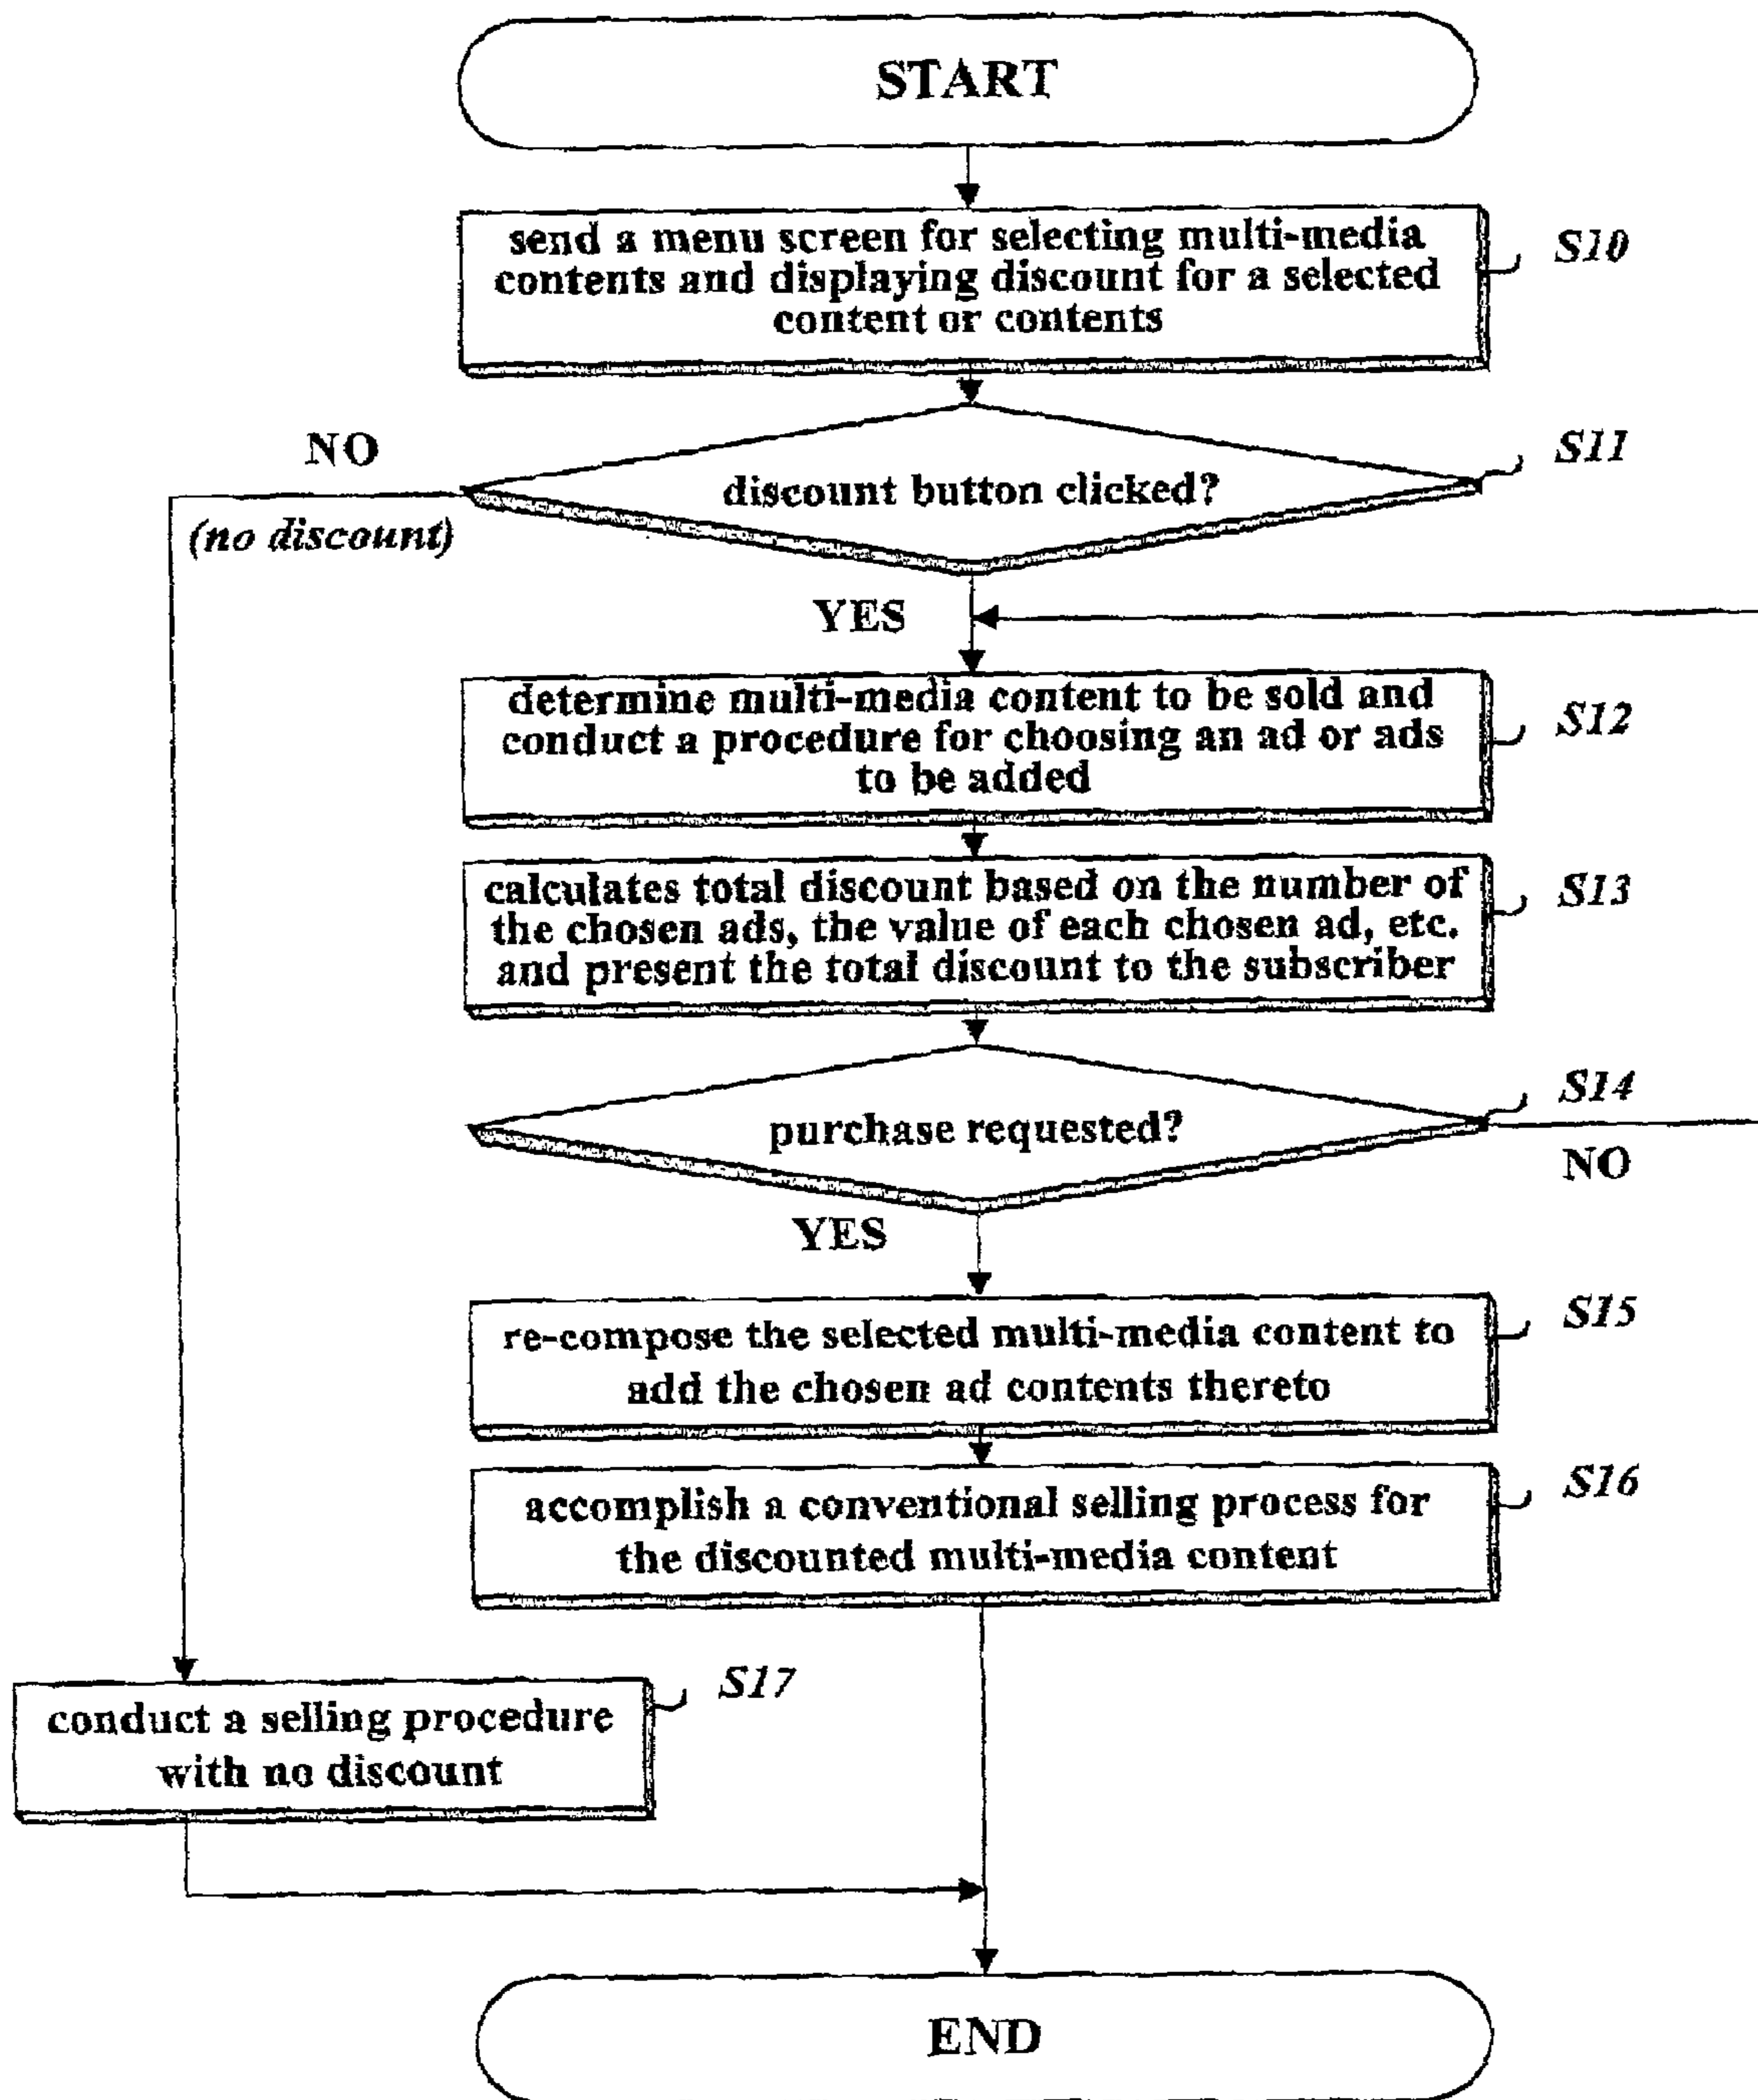 START
send a menu screen for selecting multi-media
contents and displaying discount for a selected
content or contents
S10
NO
discount button clicked?
S11
(no discount)
YES
determine multi-media content to be sold and
conduct a procedure for choosing an ad or ads
to be added
S12
calculates total discount based on the number of
the chosen ads, the value of each chosen ad, etc.
and present the total discount to the subscriber
S13
purchase requested?
S14
NO
YES
re-compose the selected multi-media content to
add the chosen ad contents thereto
S15
accomplish a conventional selling process for
the discounted multi-media content
S16
conduct a selling procedure
with no discount
S17
END